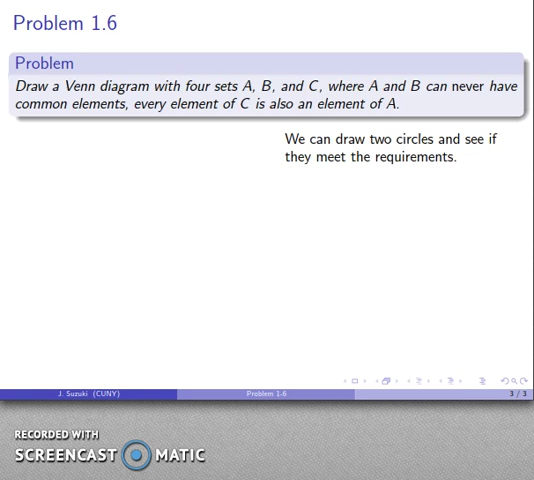 Problem 1.6
Problem
Draw a Venn diagram with four sets A, B, and C, where A and B can never have
common elements, every element of C is also an element of A.
We can draw two circles and see if
they meet the requirements.
J. Suzuki (CUNY)
Problem 1-6
3 / 3
RECORDED WITH
SCREENCAST MATIC